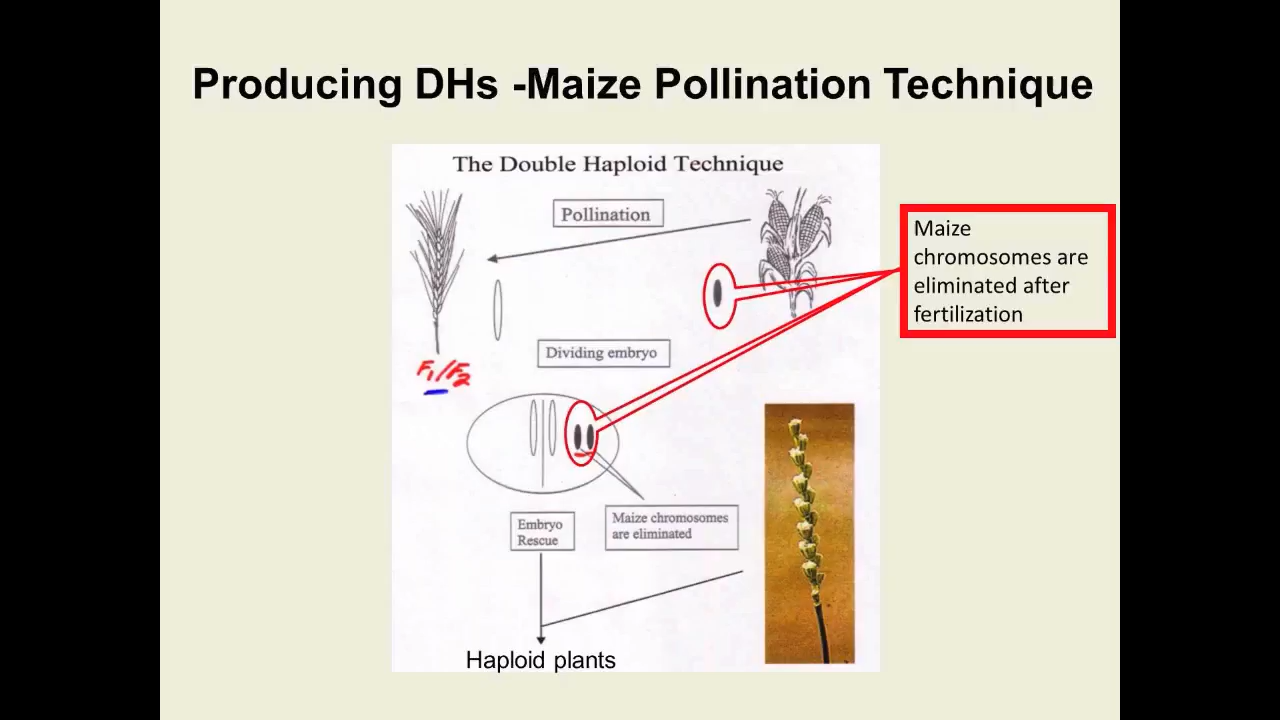 Producing DHs -Maize Pollination Technique
The Double Haploid Technique
Pollination
Maize
chromosomes are
eliminated after
fertilization
Dividing embryo
F1/F2
Embryo
Rescue
Maize chromosomes
are eliminated
Haploid plants